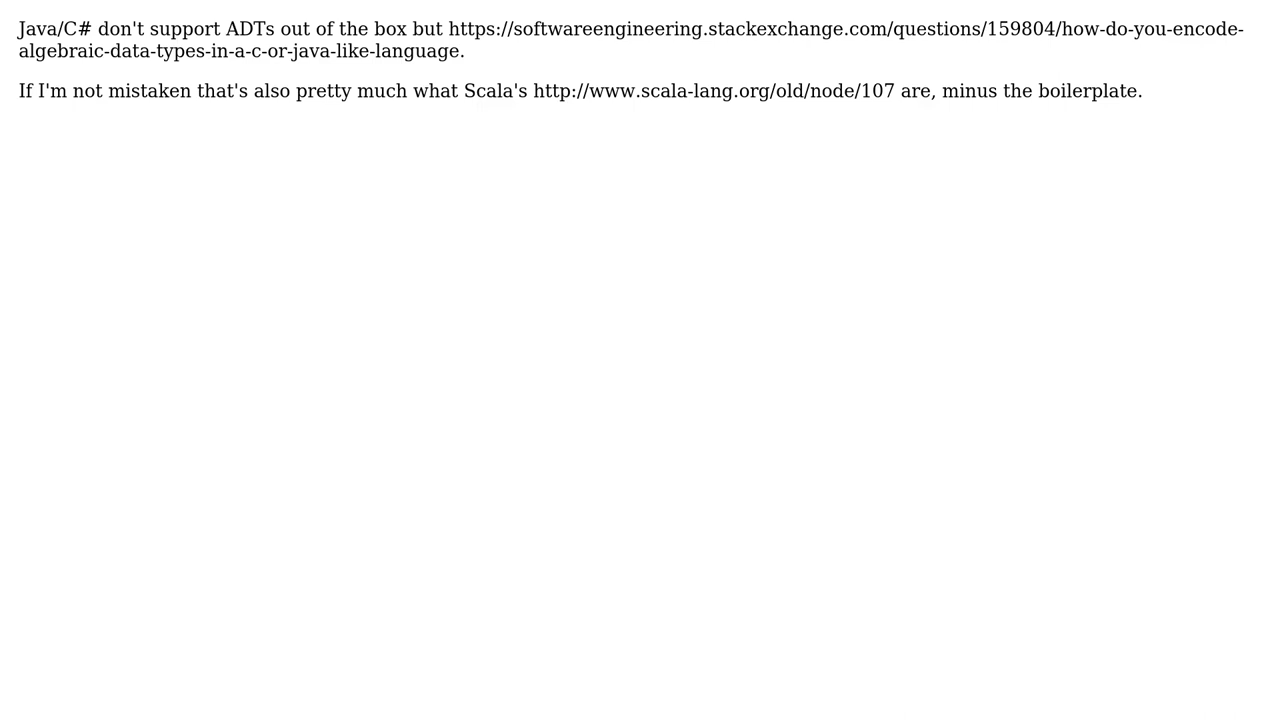 Java/C# don't support ADTs out of the box but https://softwareengineering.stackexchange.com/questions/159804/how-do-you-encode-
algebraic-data-types-in-a-c-or-java-like-language.
If I'm not mistaken that's also pretty much what Scala's http://www.scala-lang.org/old/node/107 are, minus the boilerplate.